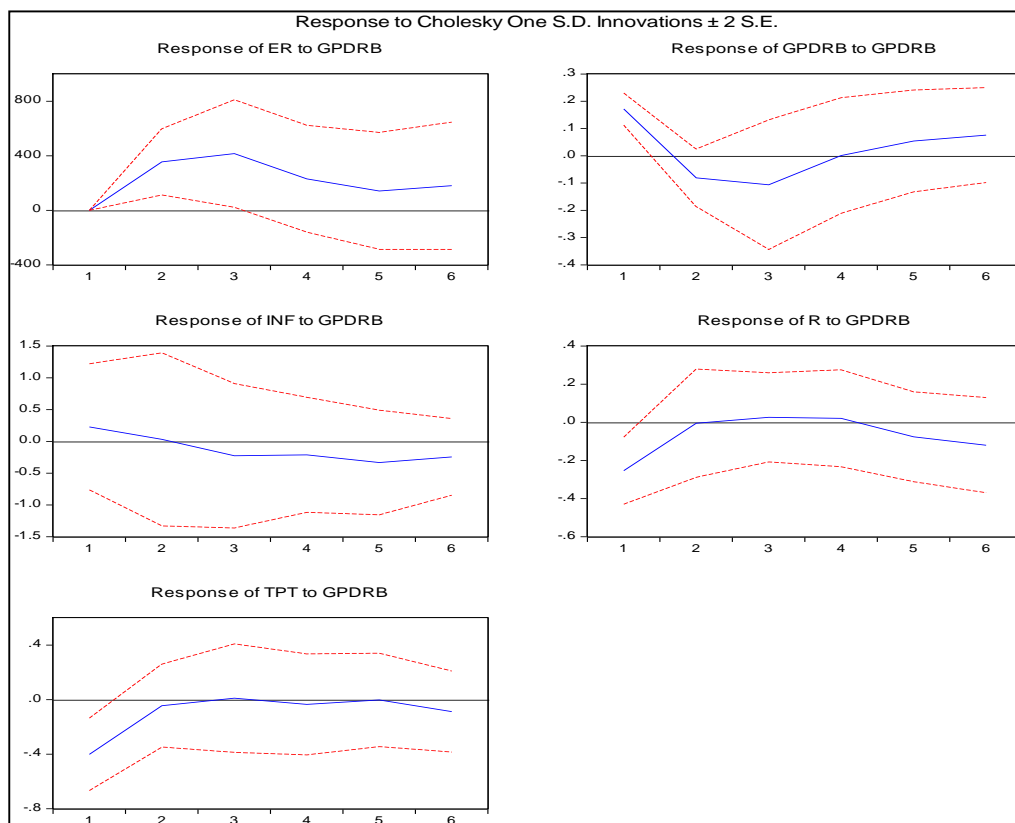 Response to Cholesky One S.D. Innovations ± 2 S.E.
Response of ER to GPDRB
800
400
0
-400
1 2 3 4 5 6
Response of GPDRB to GPDRB
.3
.2
.1
.0
-.1
-.2
-.3
-.4
1 2 3 4 5 6
Response of INF to GPDRB
1.5
1.0
0.5
0.0
-0.5
-1.0
-1.5
1 2 3 4 5 6
Response of R to GPDRB
.4
.2
.0
-.2
-.4
-.6
1 2 3 4 5 6
Response of TPT to GPDRB
.4
.0
-.4
-.8
1 2 3 4 5 6